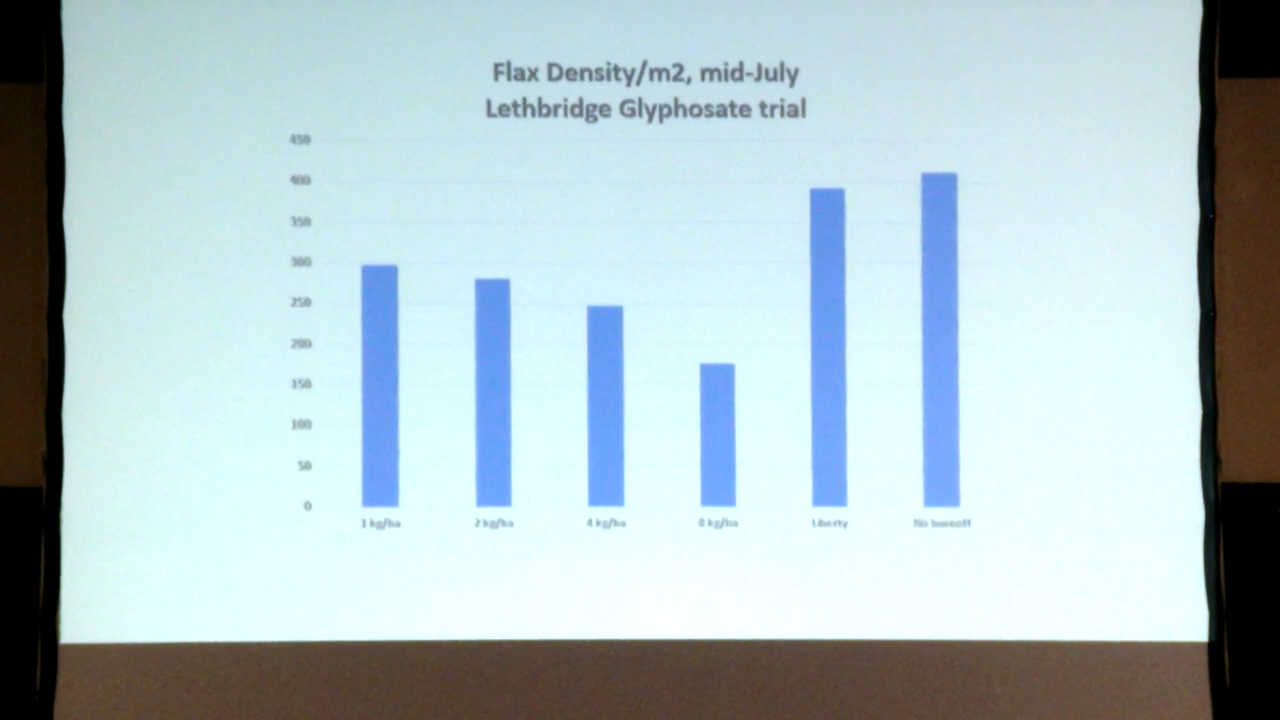 Flax Density/m2, mid-July
Lethbridge Glyphosate trial
450
400
350
300
250
200
150
100
50
0
1 kg/ha
2 kg/ha
4 kg/ha
8 kg/ha
Liberty
No burnoff